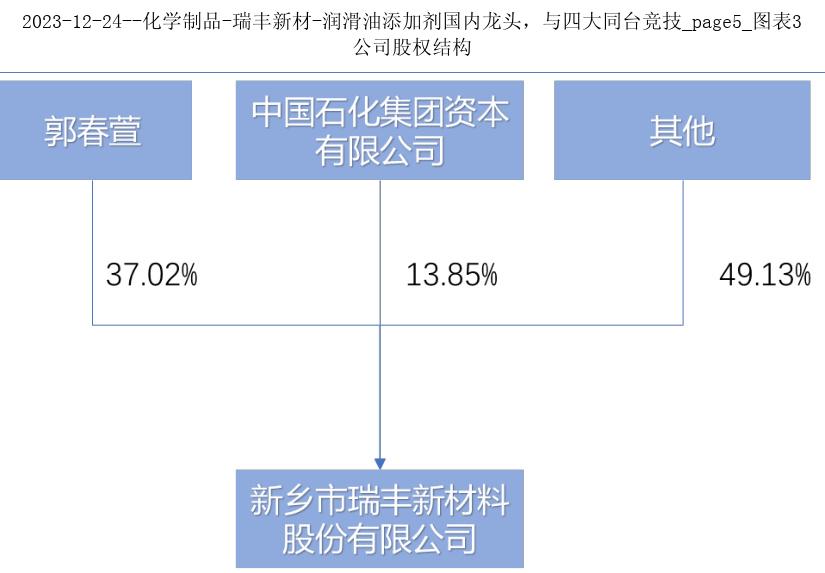 2023-12-24--化学制品-瑞丰新材-润滑油添加剂国内龙头，与四大同台竞技_page5_图表3
公司股权结构
郭春萱
中国石化集团资本
有限公司
其他
37.02%
13.85%
49.13%
新乡市瑞丰新材料
股份有限公司